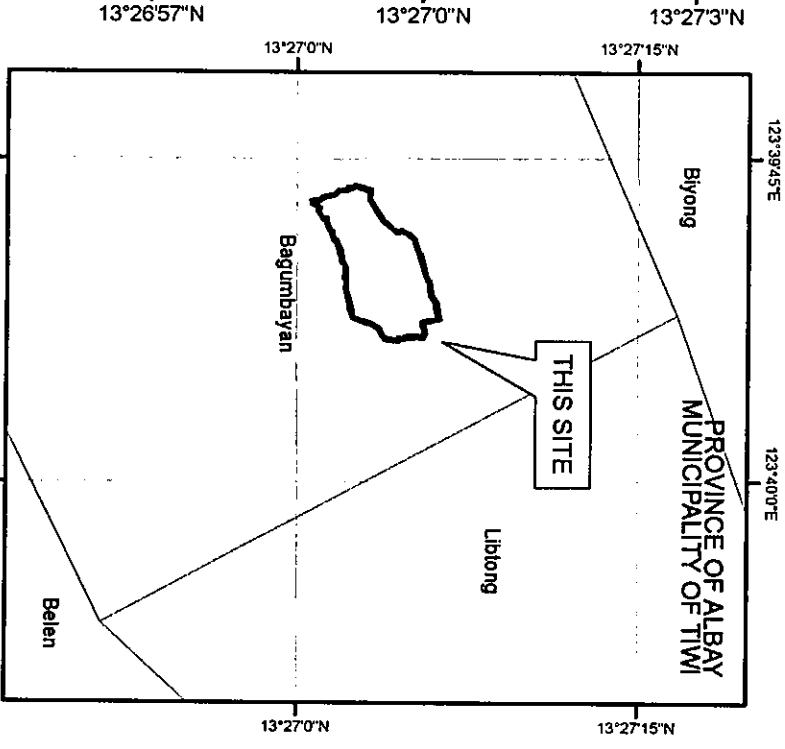 13°26'57"N
13°27'0"N
13°27'3"N
13°27'0"N
13°27'15"N
123°39'45"E
123°40'0"E
PROVINCE OF ALBAY
MUNICIPALITY OF TIWI
Biyong
THIS SITE
Bagumbayan
Libtong
Belen
13°27'0"N
13°27'15"N